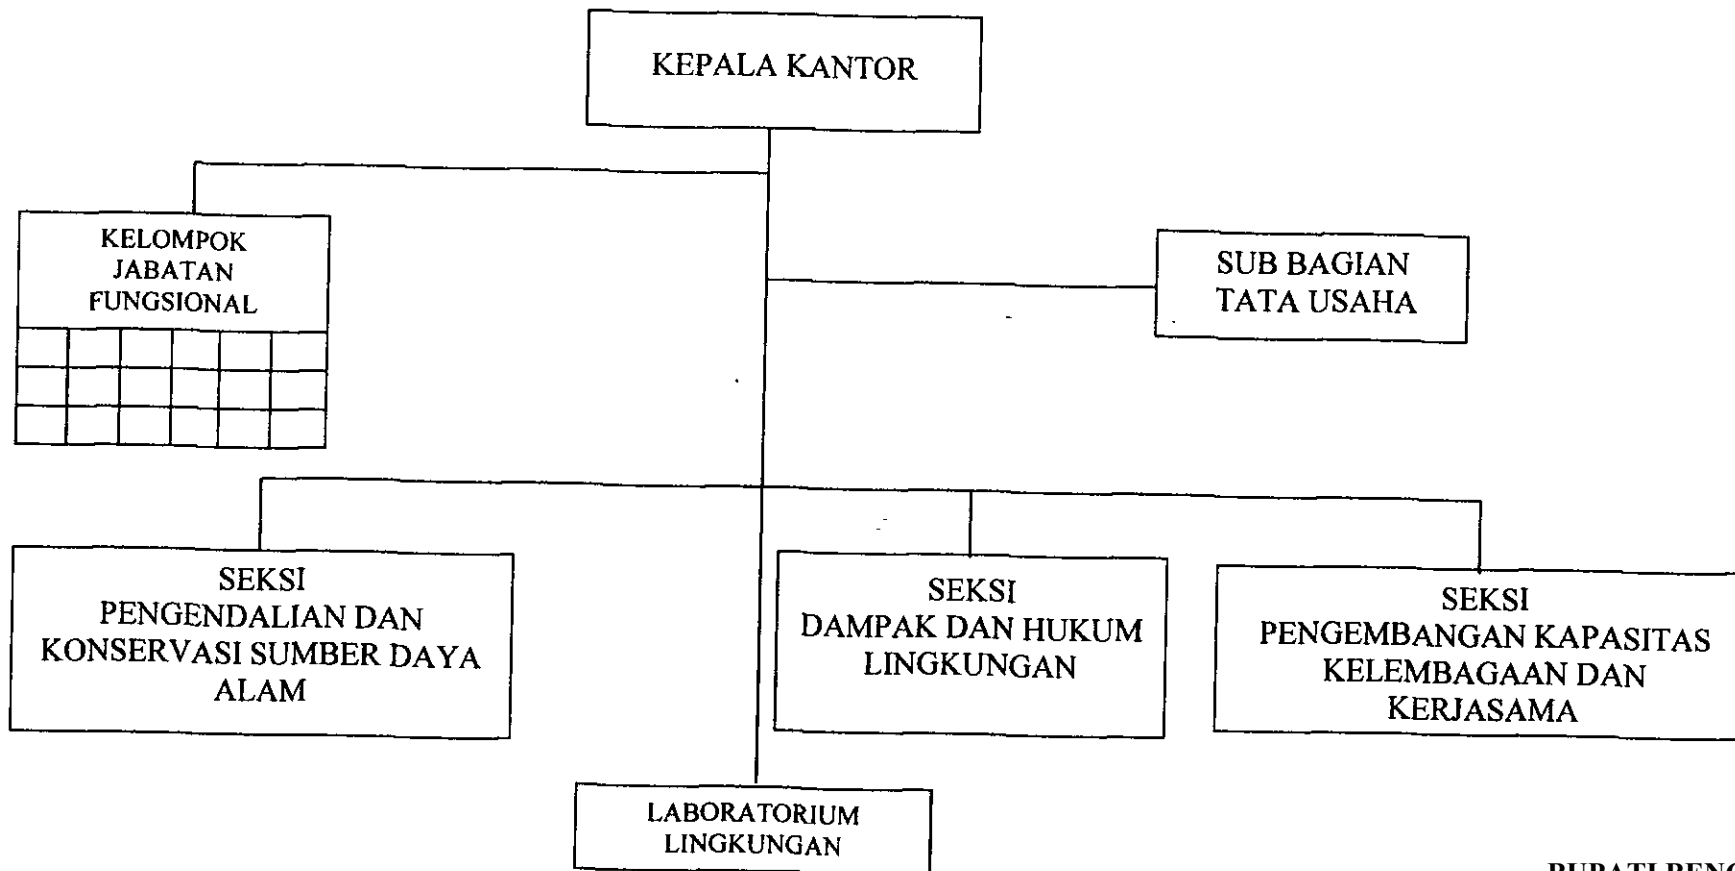 KEPALA KANTOR
KELOMPOK
JABATAN
FUNGSIONAL
SUB BAGIAN
TATA USAHA
SEKSI
PENGENDALIAN DAN
KONSERVASI SUMBER DAYA
ALAM
SEKSI
DAMPAK DAN HUKUM
LINGKUNGAN
SEKSI
PENGEMBANGAN KAPASITAS
KELEMBAGAAN DAN
KERJASAMA
LABORATORIUM
LINGKUNGAN